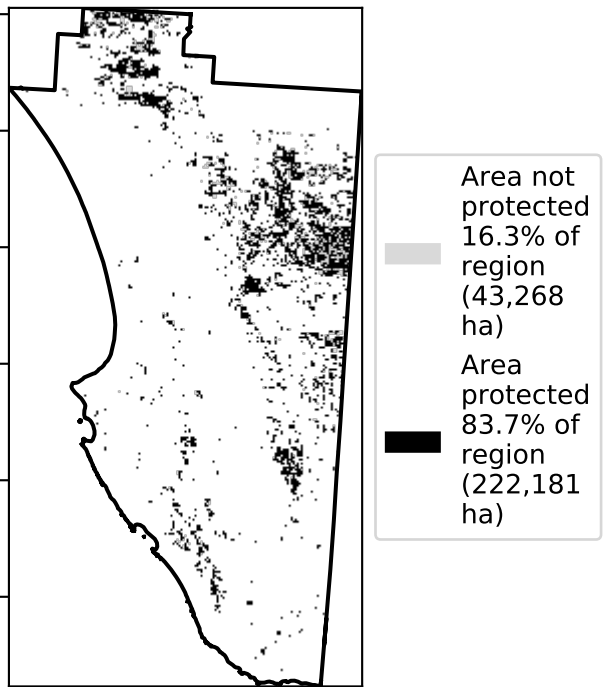 Area not
protected
16.3% of
region
(43,268
ha)
Area
protected
83.7% of
region
(222,181
ha)